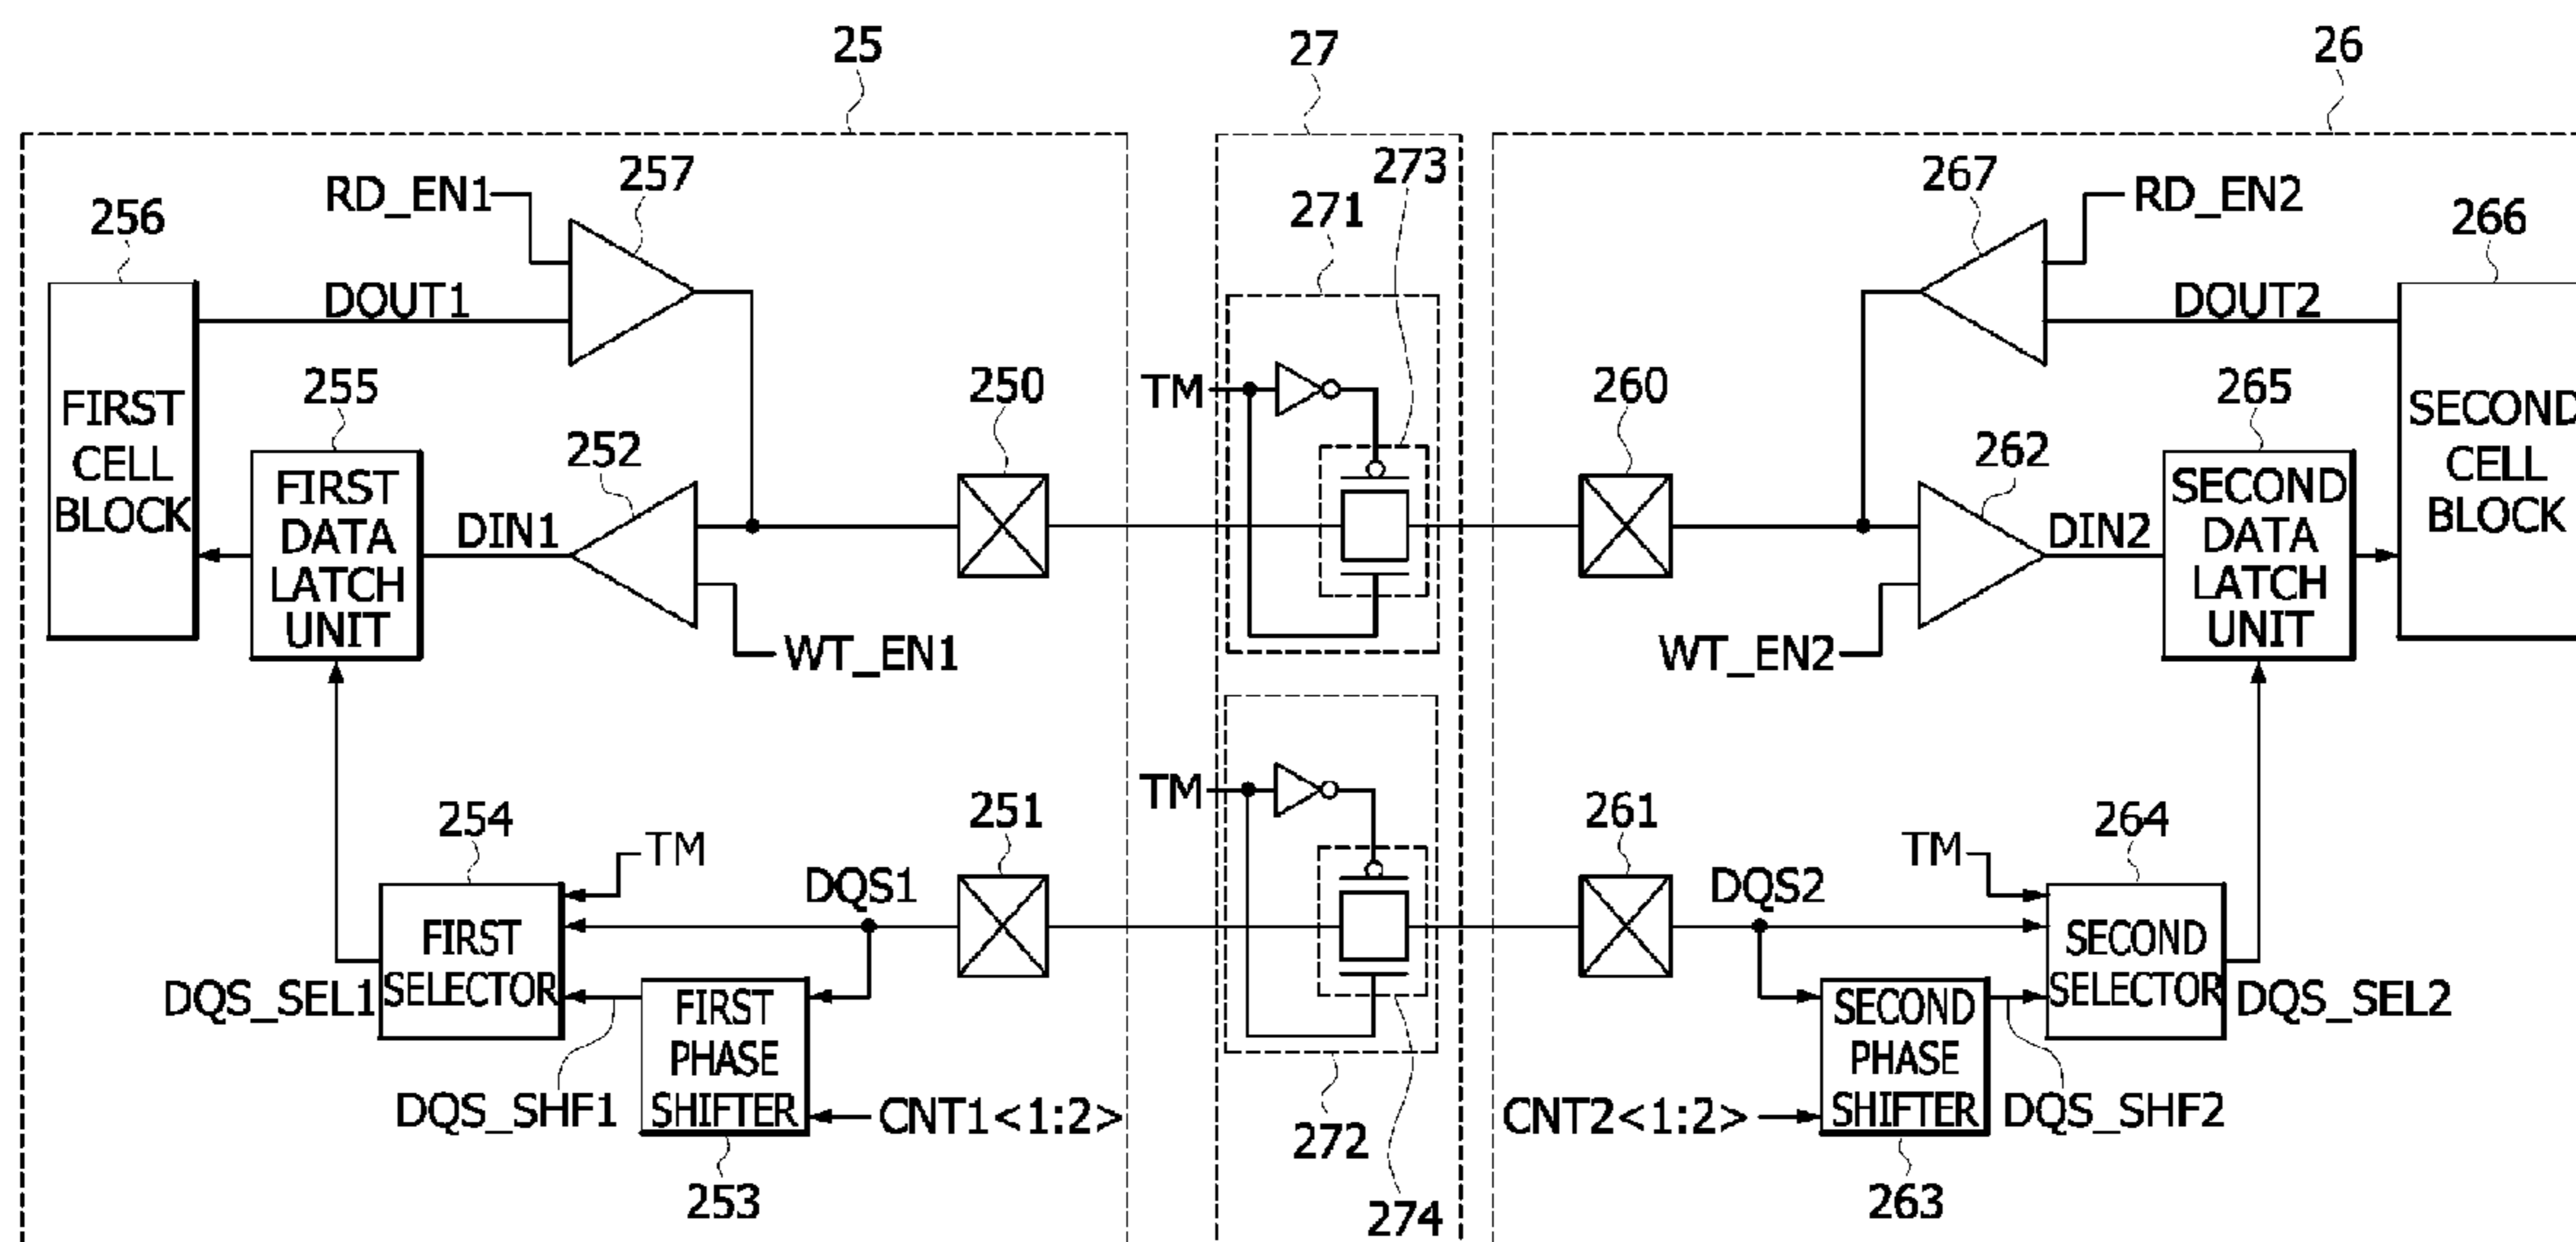 25
27
26
273
257
267
RD_EN1
RD_EN2
271
256
266
DOUT1
DOUT2
255
250
TM
260
265
FIRST
CELL
BLOCK
SECOND
CELL
BLOCK
252
262
FIRST
DATA
LATCH
UNIT
SECOND
DATA
LATCH
UNIT
DIN1
DIN2
WT_EN1
WT_EN2
254
TM
251
TM
261
TM
264
DQS1
DQS2
FIRST
SELECTOR
SECOND
SELECTOR
DQS_SEL1
DQS_SEL2
FIRST
PHASE
SHIFTER
SECOND
PHASE
SHIFTER
DQS_SHF1
CNT1<1:2>
CNT2<1:2>
DQS_SHF2
272
253
274
263